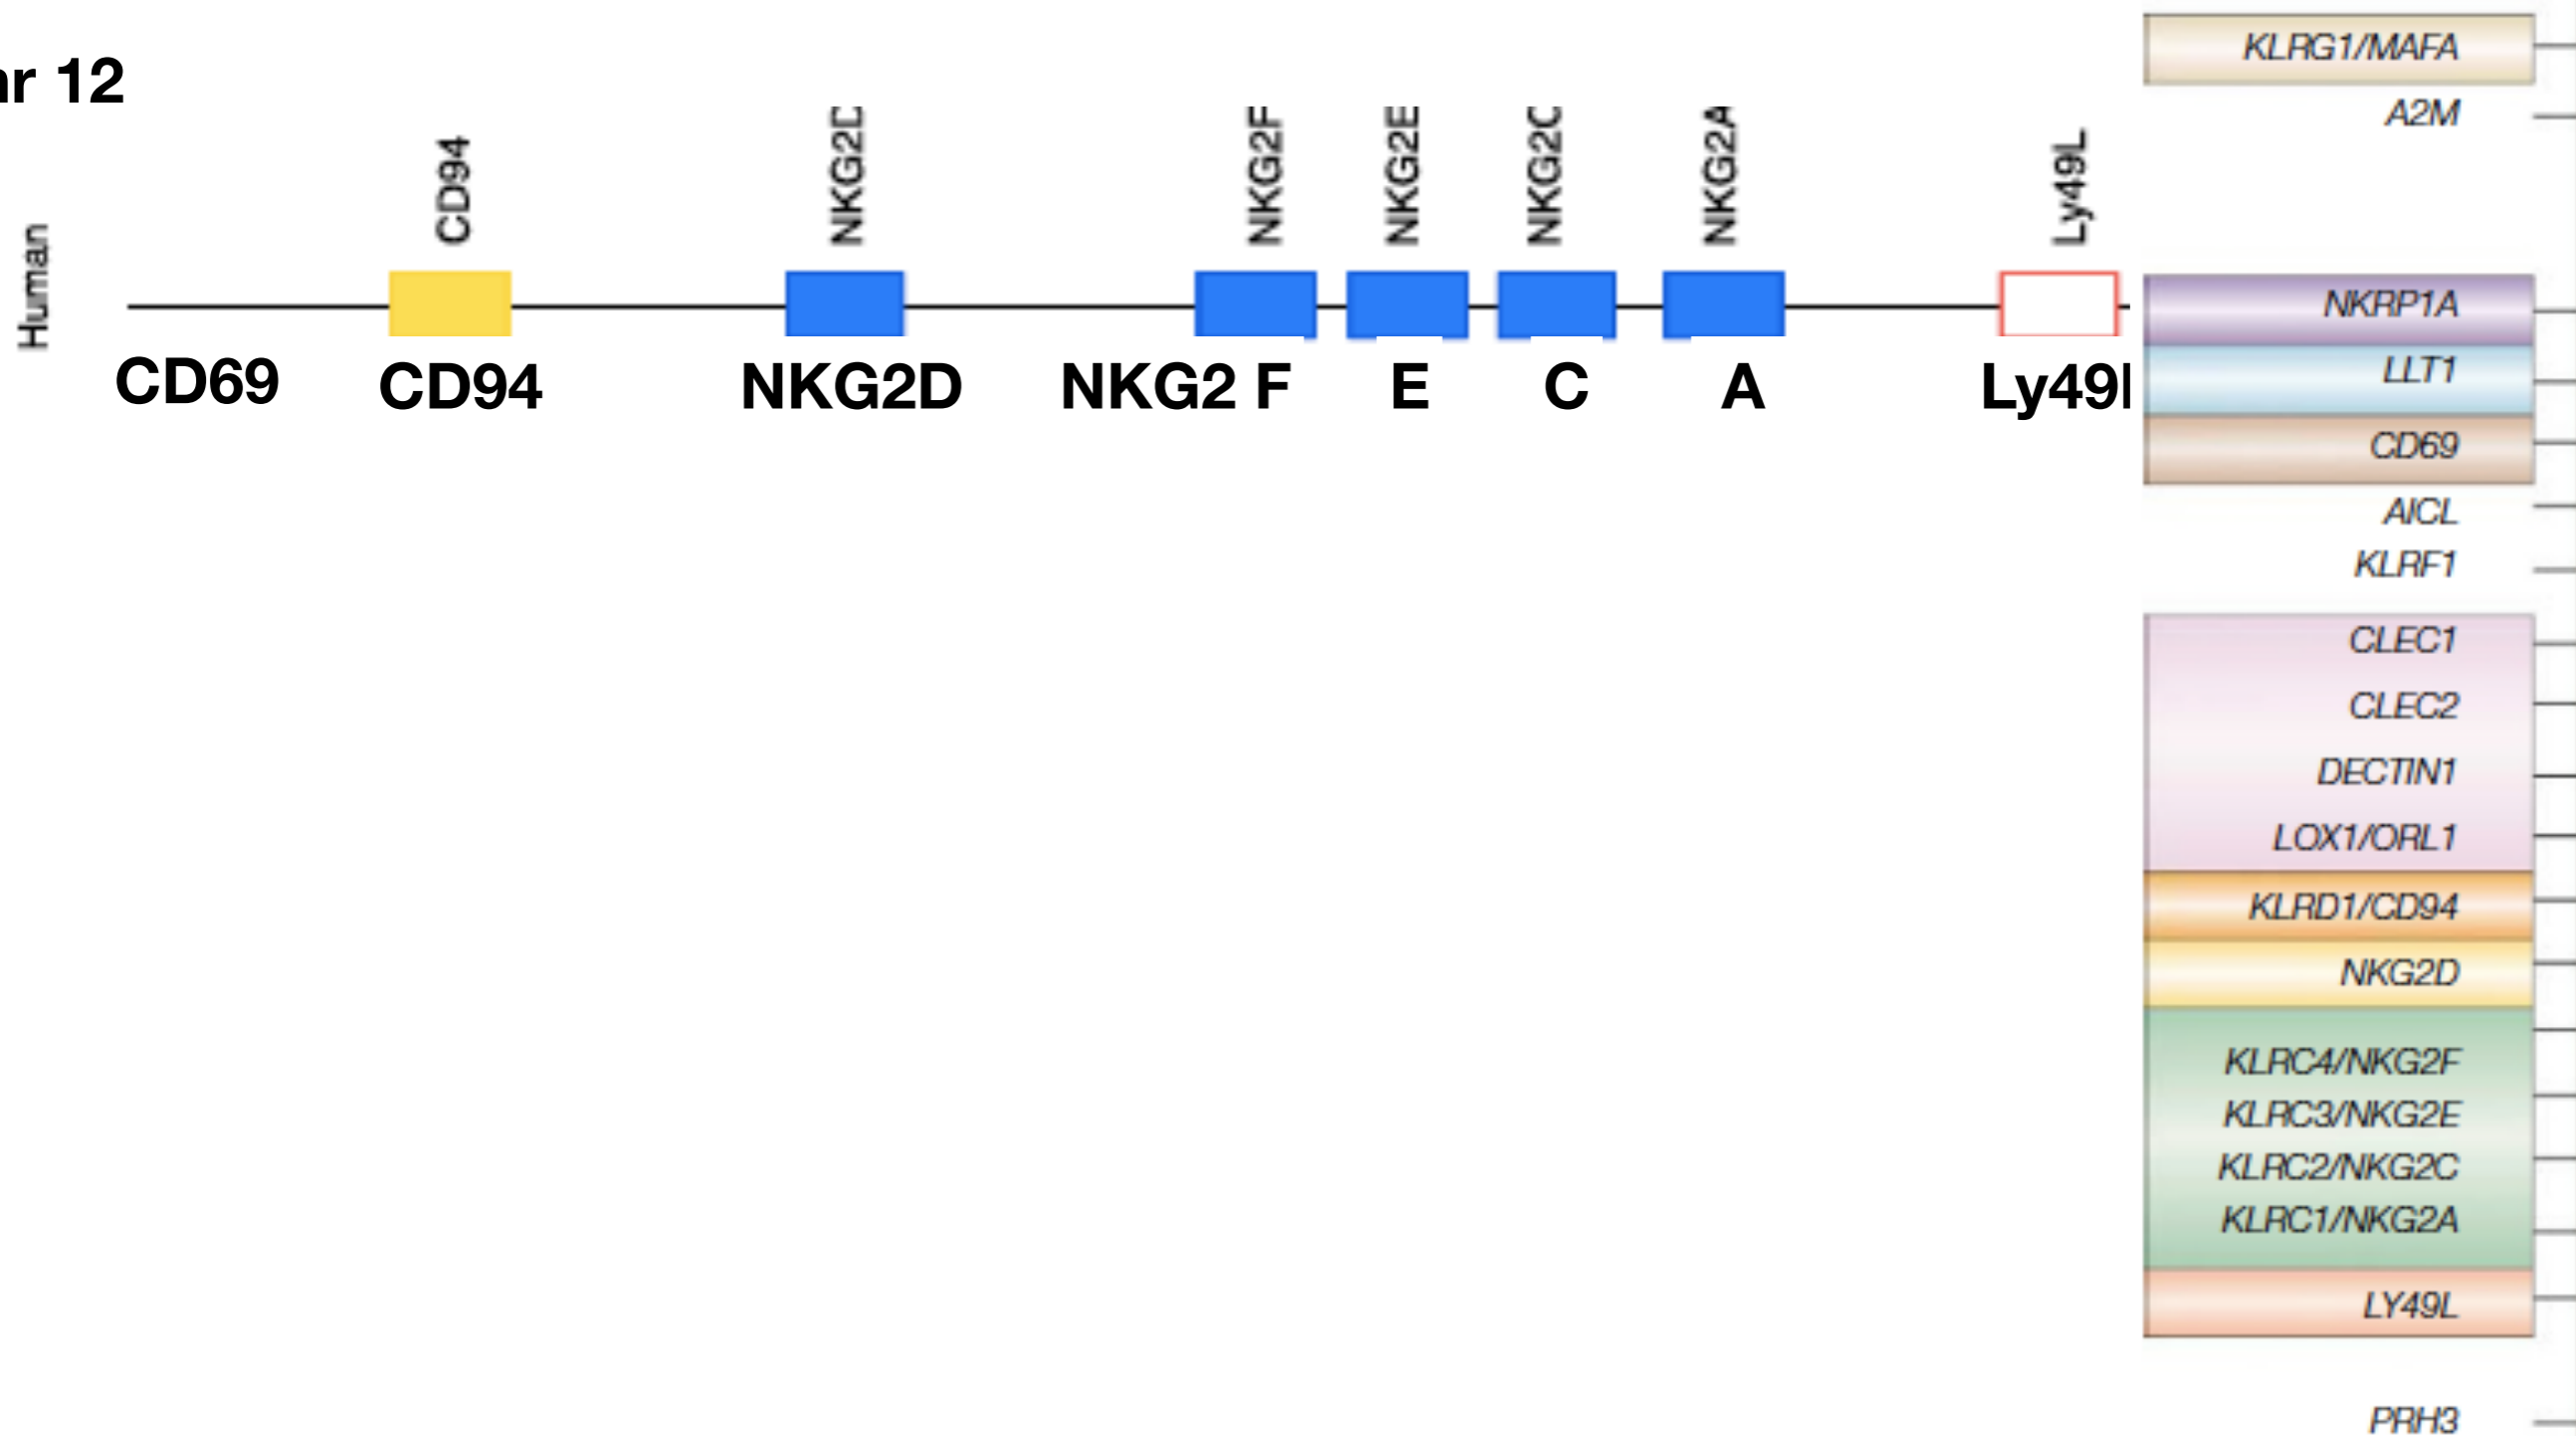 r 12
Human
CD94
NKG2D
NKG2F
NKG2E
NKG2C
NKG2A
Ly49L
CD69 CD94 NKG2D NKG2 F E C A Ly49
KLRG1/MAFA
A2M
NKRP1A
LLT1
CD69
AICL
KLRF1
CLEC1
CLEC2
DECTIN1
LOX1/ORL1
KLRD1/CD94
NKG2D
KLRC4/NKG2F
KLRC3/NKG2E
KLRC2/NKG2C
KLRC1/NKG2A
LY49L
PRH3